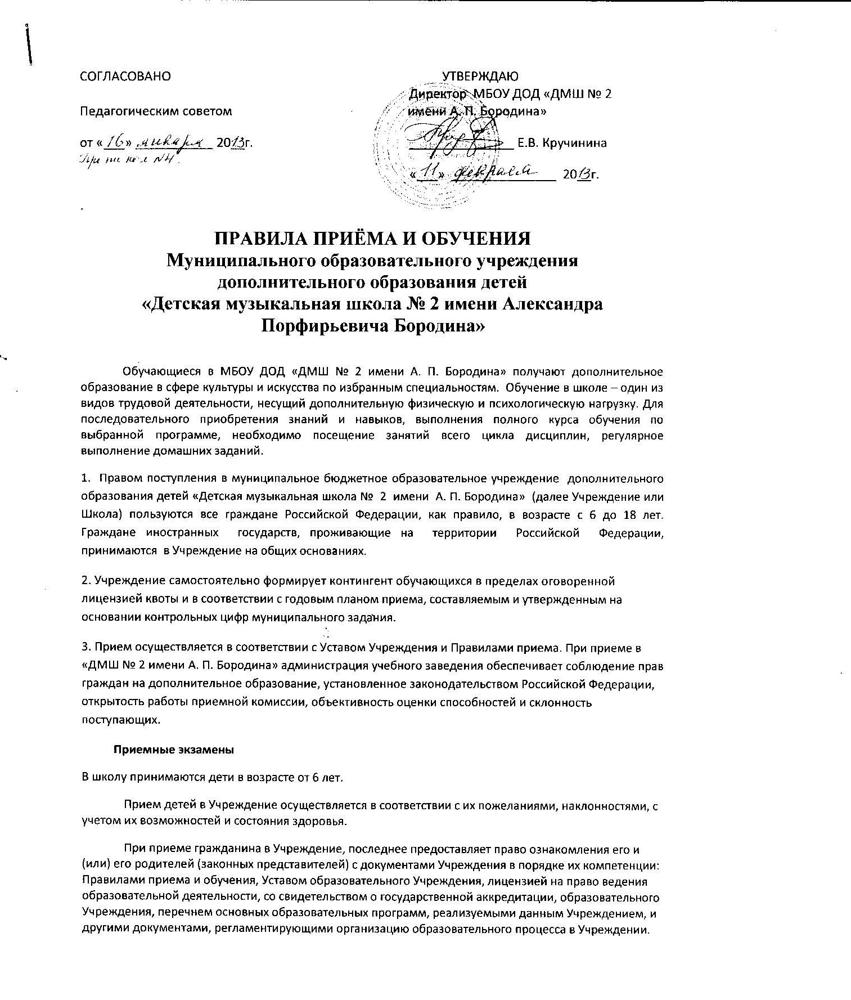 СОГЛАСОВАНО
УТВЕРЖДАЮ
Директор МБОУ ДОД «ДМШ № 2
Педагогическим советом
имени А. П. Бородина»
от «16» января 2013г.
Е.В. Кручинина
Протокол №4.
«11» февраля 2013г.
ПРАВИЛА ПРИЁМА И ОБУЧЕНИЯ
Муниципального образовательного учреждения
дополнительного образования детей
«Детская музыкальная школа № 2 имени Александра
Порфирьевича Бородина»
Обучающиеся в МБОУ ДОД «ДМШ № 2 имени А. П. Бородина» получают дополнительное
образование в сфере культуры и искусства по избранным специальностям. Обучение в школе – один из
видов трудовой деятельности, несущий дополнительную физическую и психологическую нагрузку. Для
последовательного приобретения знаний и навыков, выполнения полного курса обучения по
выбранной программе, необходимо посещение занятий всего цикла дисциплин, регулярное
выполнение домашних заданий.
1. Правом поступления в муниципальное бюджетное образовательное учреждение дополнительного
образования детей «Детская музыкальная школа № 2 имени А. П. Бородина» (далее Учреждение или
Школа) пользуются все граждане Российской Федерации, как правило, в возрасте с 6 до 18 лет.
Граждане иностранных государств, проживающие на территории Российской Федерации,
принимаются в Учреждение на общих основаниях.
2. Учреждение самостоятельно формирует контингент обучающихся в пределах оговоренной
лицензией квоты и в соответствии с годовым планом приема, составляемым и утвержденным на
основании контрольных цифр муниципального задания.
3. Прием осуществляется в соответствии с Уставом Учреждения и Правилами приема. При приеме в
«ДМШ № 2 имени А. П. Бородина» администрация учебного заведения обеспечивает соблюдение прав
граждан на дополнительное образование, установленное законодательством Российской Федерации,
открытость работы приемной комиссии, объективность оценки способностей и склонность
поступающих.
Приемные экзамены
В школу принимаются дети в возрасте от 6 лет.
Прием детей в Учреждение осуществляется в соответствии с их пожеланиями, наклонностями, с
учетом их возможностей и состояния здоровья.
При приеме гражданина в Учреждение, последнее предоставляет право ознакомления его и
(или) его родителей (законных представителей) с документами Учреждения в порядке их компетенции:
Правилами приема и обучения, Уставом образовательного Учреждения, лицензией на право ведения
образовательной деятельности, со свидетельством о государственной аккредитации, образовательного
Учреждения, перечнем основных образовательных программ, реализуемыми данным Учреждением, и
другими документами, регламентирующими организацию образовательного процесса в Учреждении.